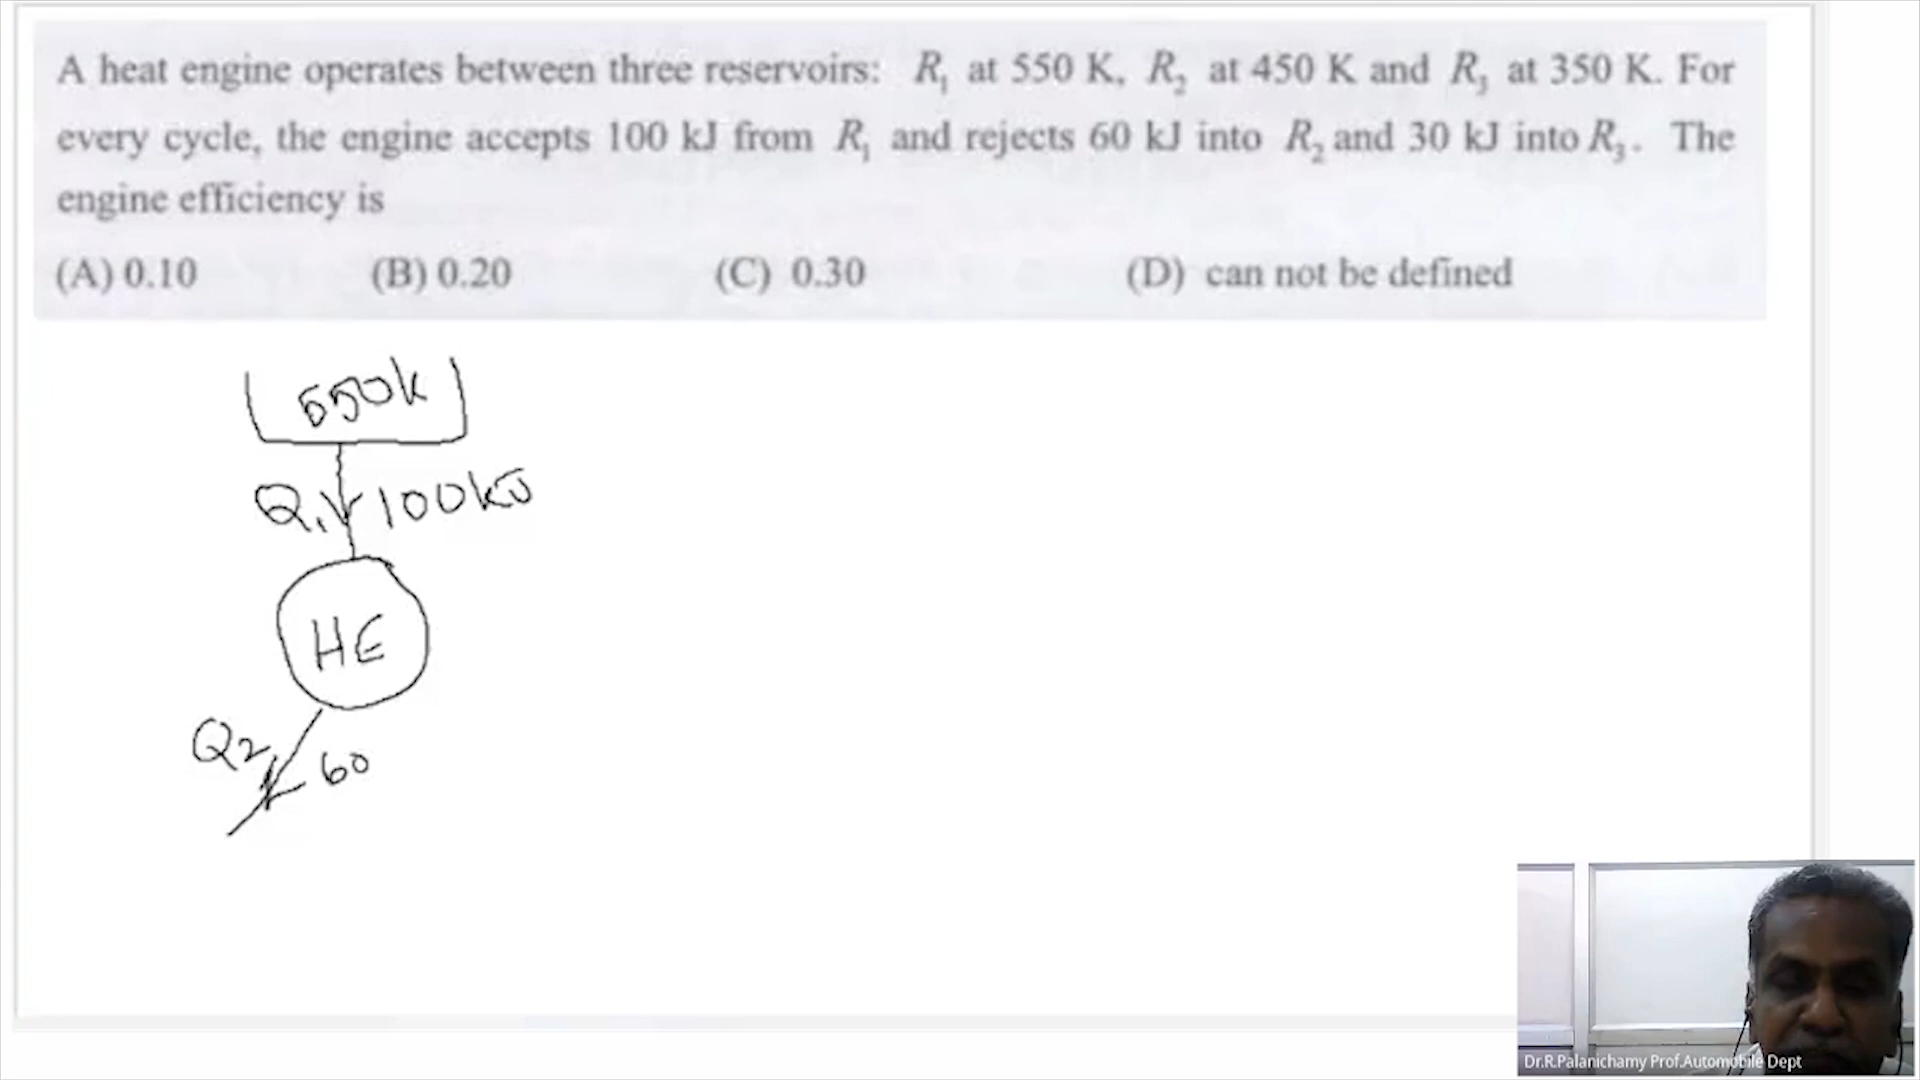 A heat engine operates between three reservoirs: R₁ at 550 K, R₂ at 450 K and R₃ at 350 K. For
every cycle, the engine accepts 100 kJ from R₁ and rejects 60 kJ into R₂ and 30 kJ into R₃. The
engine efficiency is
(A) 0.10 (B) 0.20 (C) 0.30 (D) can not be defined
550K
Q₁ 100kJ
HE
Q2 60
Dr.R.Palanichamy Prof.Automobile Dept